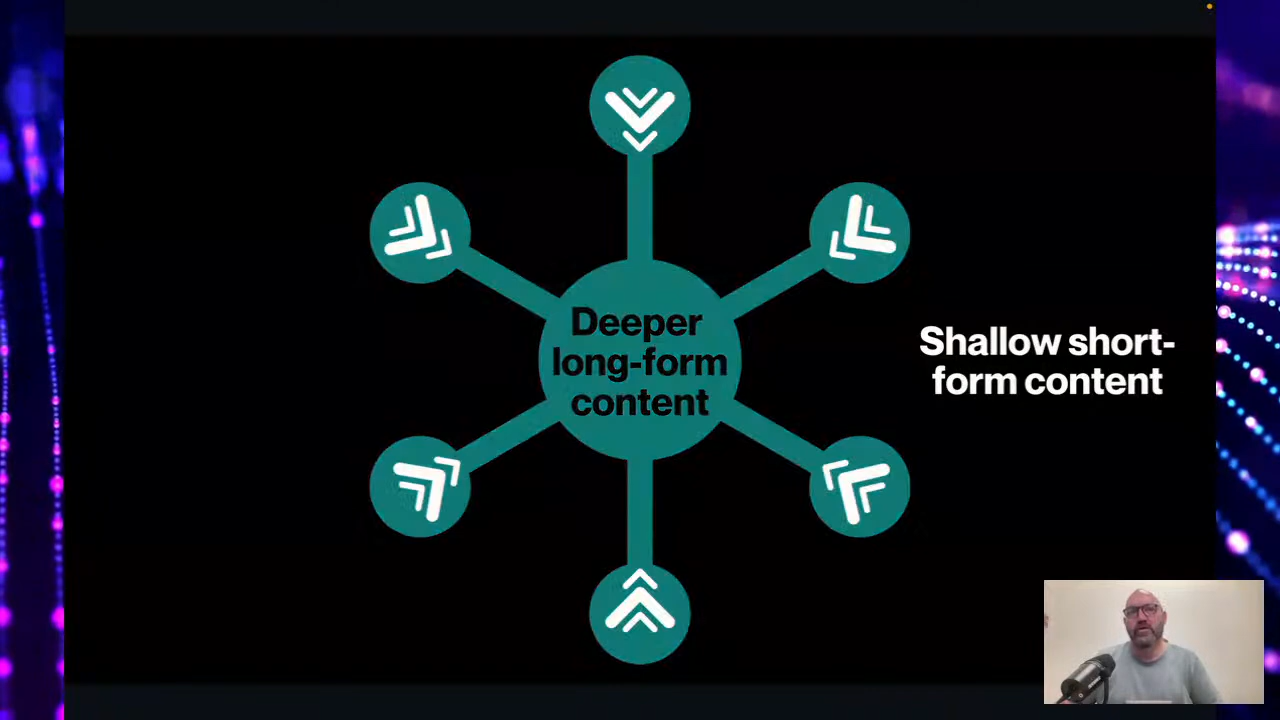 Deeper
long-form
content
Shallow short-
form content